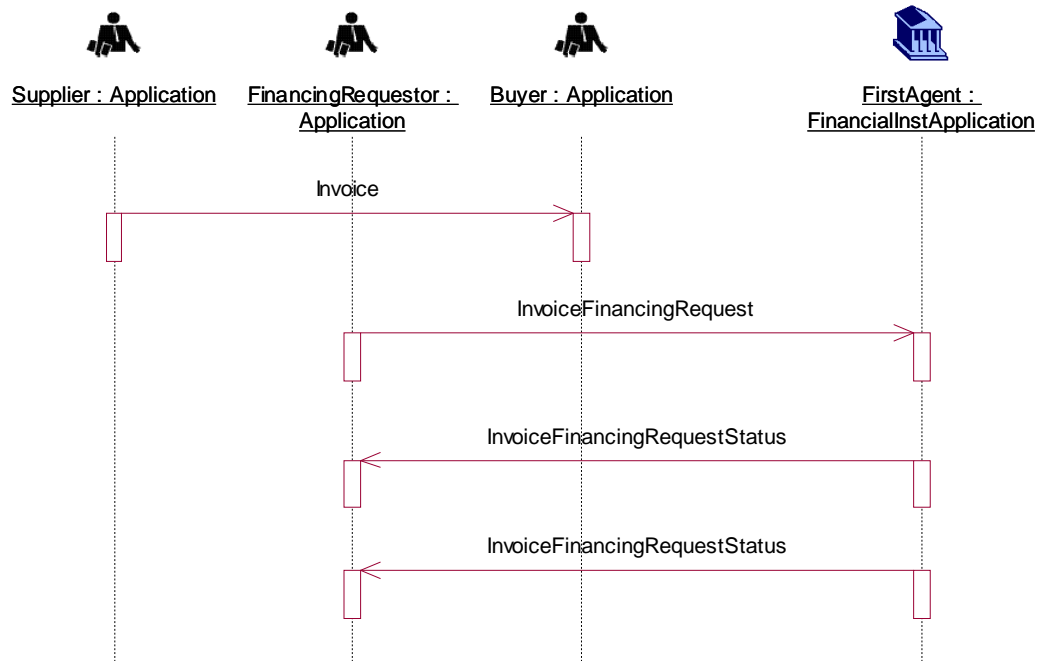 Supplier : Application
FinancingRequestor :
Application
Buyer : Application
FirstAgent :
FinancialInstApplication
Invoice
InvoiceFinancingRequest
InvoiceFinancingRequestStatus
InvoiceFinancingRequestStatus